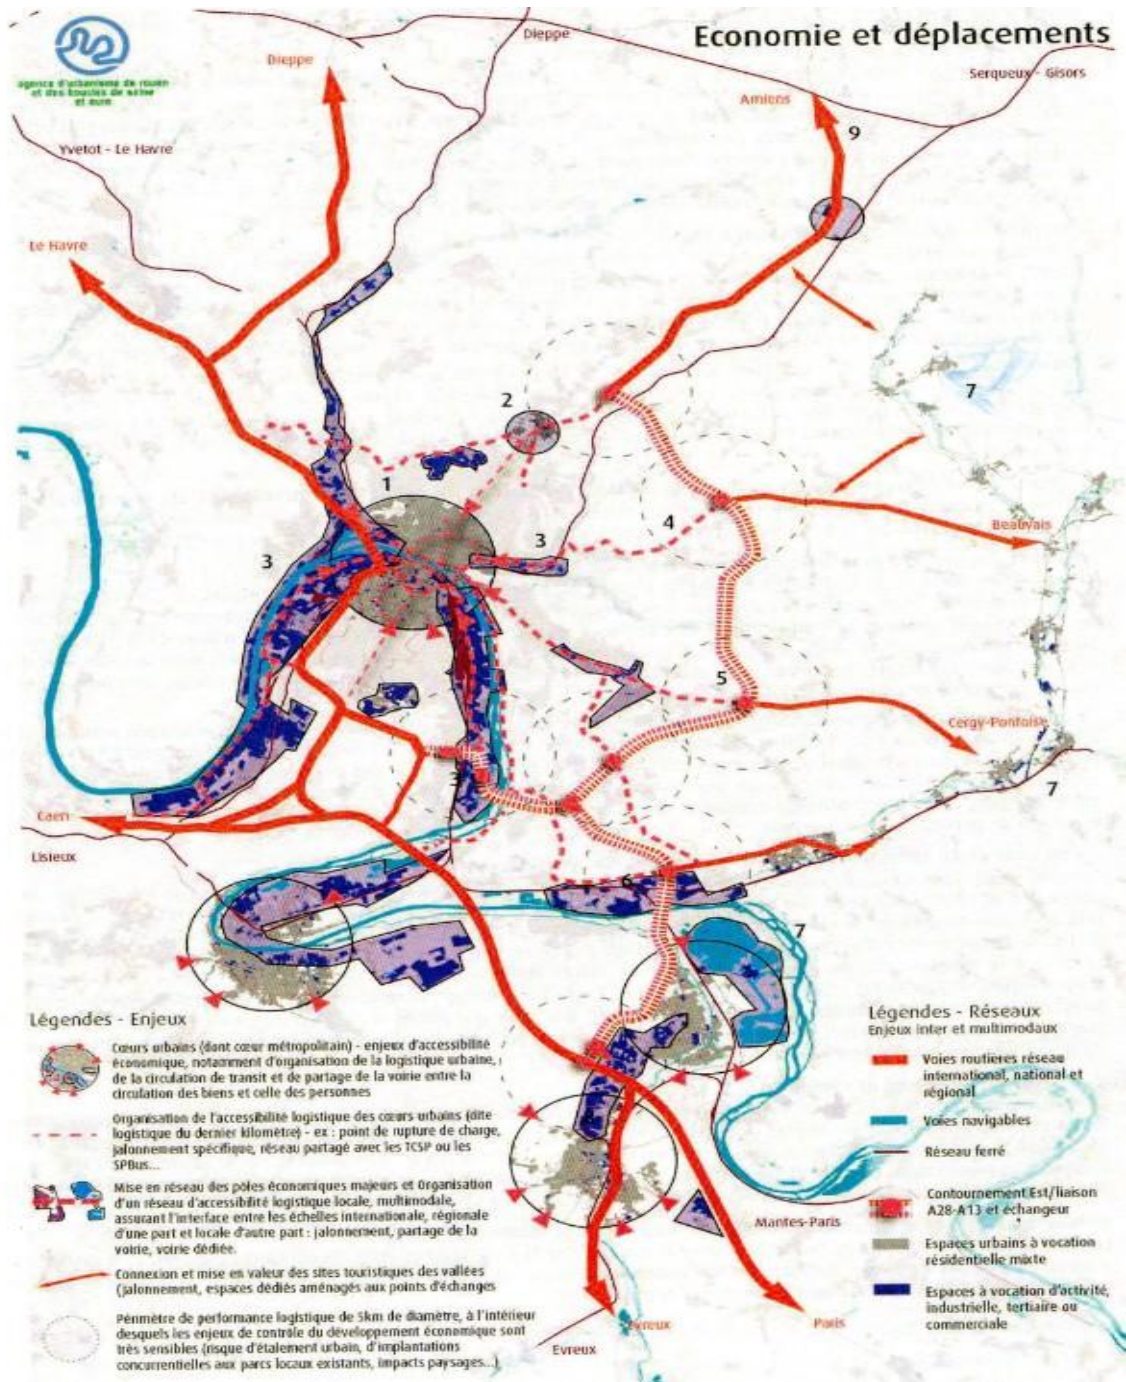 Economie et déplacements
agence d'urbanisme de rouen
et des boucles de seine
et eure
Dieppe
Dieppe
Serqueux - Gisors
Amiens
9
Yvetot - Le Havre
Le Havre
7
2
1
4
Beauvais
3
3
5
Cergy-Pontoise
3
7
Caen
Lisieux
6
7
Légendes - Enjeux
Cœurs urbains (dont cœur métropolitain) - enjeux d'accessibilité
économique, notamment d'organisation de la logistique urbaine,
de la circulation de transit et de partage de la voirie entre la
circulation des biens et celle des personnes
Organisation de l'accessibilité logistique des cœurs urbains (dite
logistique du dernier kilomètre) - ex : point de rupture de charge,
jalonnement spécifique, réseau partagé avec les TCSP ou les
SPBus...
Mise en réseau des pôles économiques majeurs et Organisation
d'un réseau d'accessibilité logistique locale, multimodale,
assurant l'interface entre les échelles internationale, régionale
d'une part et locale d'autre part : jalonnement, partage de la
voirie, voirie dédiée.
Connexion et mise en valeur des sites touristiques des vallées
(jalonnement, espaces dédiés aménagés aux points d'échanges
Périmètre de performance logistique de 5km de diamètre, à l'intérieur
desquels les enjeux de contrôle du développement économique sont
très sensibles (risque d'étalement urbain, d'implantations
concurrentielles aux parcs locaux existants, impacts paysages...)
Légendes - Réseaux
Enjeux inter et multimodaux
Voies routières réseau
international, national et
régional
Voies navigables
Réseau ferré
Contournement Est/liaison
A28-A13 et échangeur
Espaces urbains à vocation
résidentielle mixte
Espaces à vocation d'activité,
industrielle, tertiaire ou
commerciale
8
Mantes-Paris
Evreux
Paris
Evreux